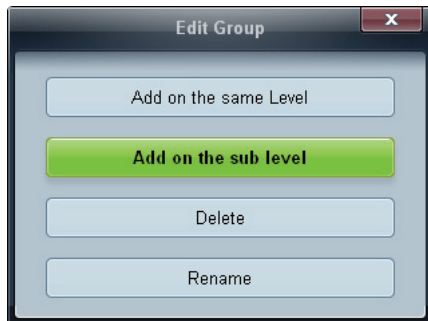 Edit Group
x
Add on the same Level
Add on the sub level
Delete
Rename